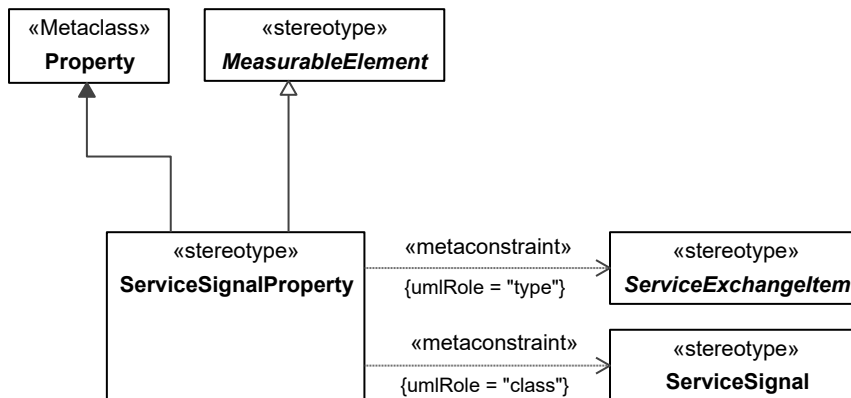 «Metaclass»
Property
«stereotype»
MeasurableElement
«stereotype»
ServiceSignalProperty
«metaconstraint»
{umlRole = "type"}
«stereotype»
ServiceExchangeItem
«metaconstraint»
{umlRole = "class"}
«stereotype»
ServiceSignal